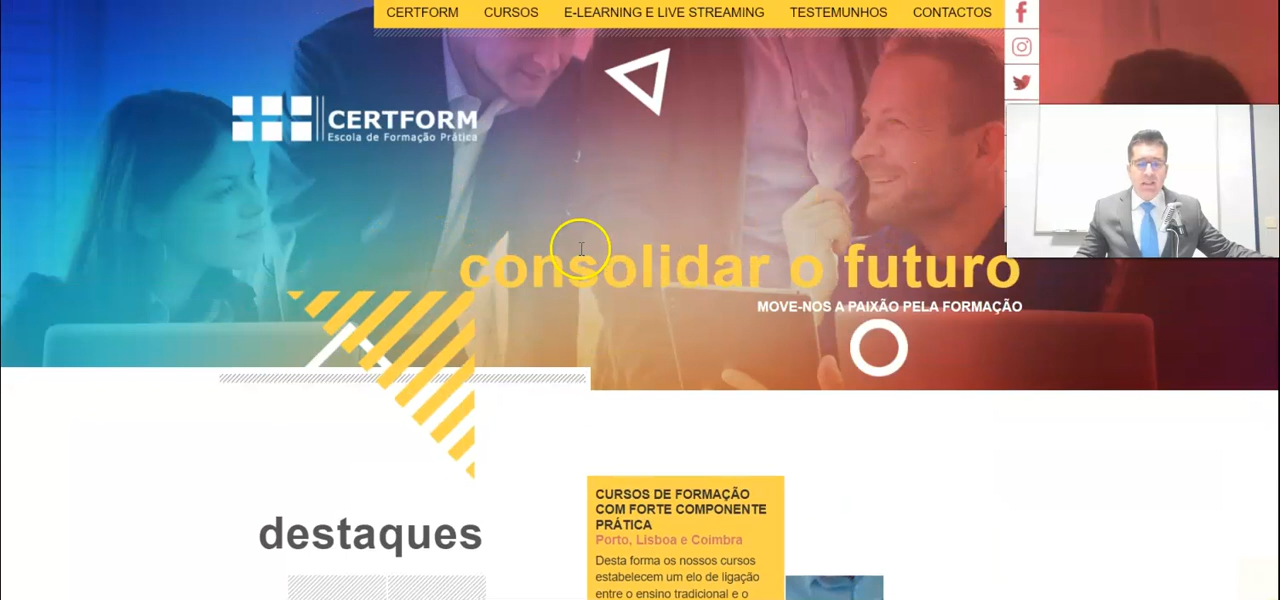 CERTFORM CURSOS E-LEARNING E LIVE STREAMING TESTEMUNHOS CONTACTOS
CERTFORM
Escola de Formação Prática
consolidar o futuro
MOVE-NOS A PAIXÃO PELA FORMAÇÃO
destaques
CURSOS DE FORMAÇÃO
COM FORTE COMPONENTE
PRÁTICA
Porto, Lisboa e Coimbra
Desta forma os nossos cursos
estabelecem um elo de ligação
entre o ensino tradicional e o